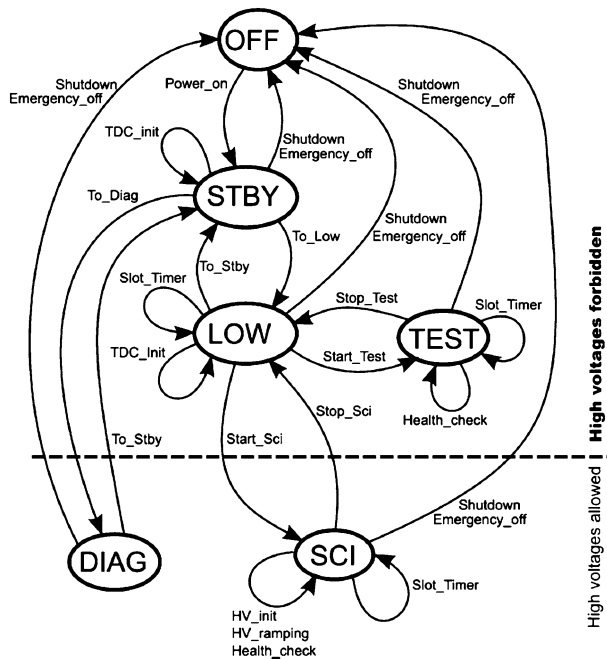 OFF
Shutdown
Emergency_off
Power_on
Shutdown
Emergency_off
TDC_init
Shutdown
Emergency_off
STBY
To_Diag
To_Low
Shutdown
Emergency_off
To_Stby
Slot_Timer
Stop_Test
Slot_Timer
LOW
TEST
TDC_Init
Start_Test
Stop_Sci
Health_check
Start_Sci
To_Stby
High voltages forbidden
High voltages allowed
Shutdown
Emergency_off
DIAG
SCI
Slot_Timer
HV_init
HV_ramping
Health_check